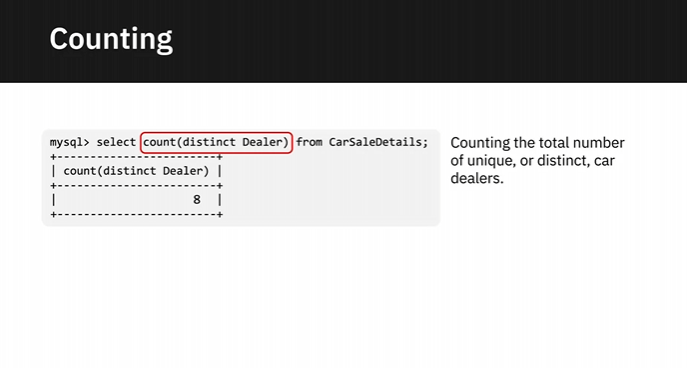 Counting
mysql> select count(distinct Dealer) from CarSaleDetails;
+------------------------+
| count(distinct Dealer) |
+------------------------+
| 8 |
+------------------------+
Counting the total number
of unique, or distinct, car
dealers.